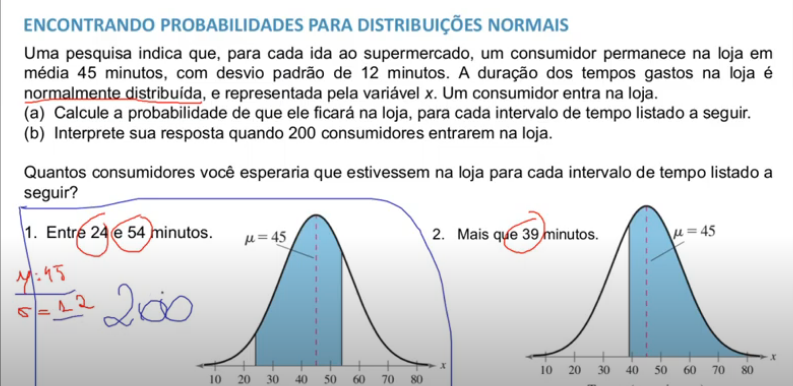 ENCONTRANDO PROBABILIDADES PARA DISTRIBUIÇÕES NORMAIS
Uma pesquisa indica que, para cada ida ao supermercado, um consumidor permanece na loja em
média 45 minutos, com desvio padrão de 12 minutos. A duração dos tempos gastos na loja é
normalmente distribuída, e representada pela variável x. Um consumidor entra na loja.
(a) Calcule a probabilidade de que ele ficará na loja, para cada intervalo de tempo listado a seguir.
(b) Interprete sua resposta quando 200 consumidores entrarem na loja.
Quantos consumidores você esperaria que estivessem na loja para cada intervalo de tempo listado a
seguir?
1. Entre 24 e 54 minutos.
μ = 45
2. Mais que 39 minutos.
μ = 45
μ: 45
σ = 12
200
10 20 30 40 50 60 70 80 x
10 20 30 40 50 60 70 80 x